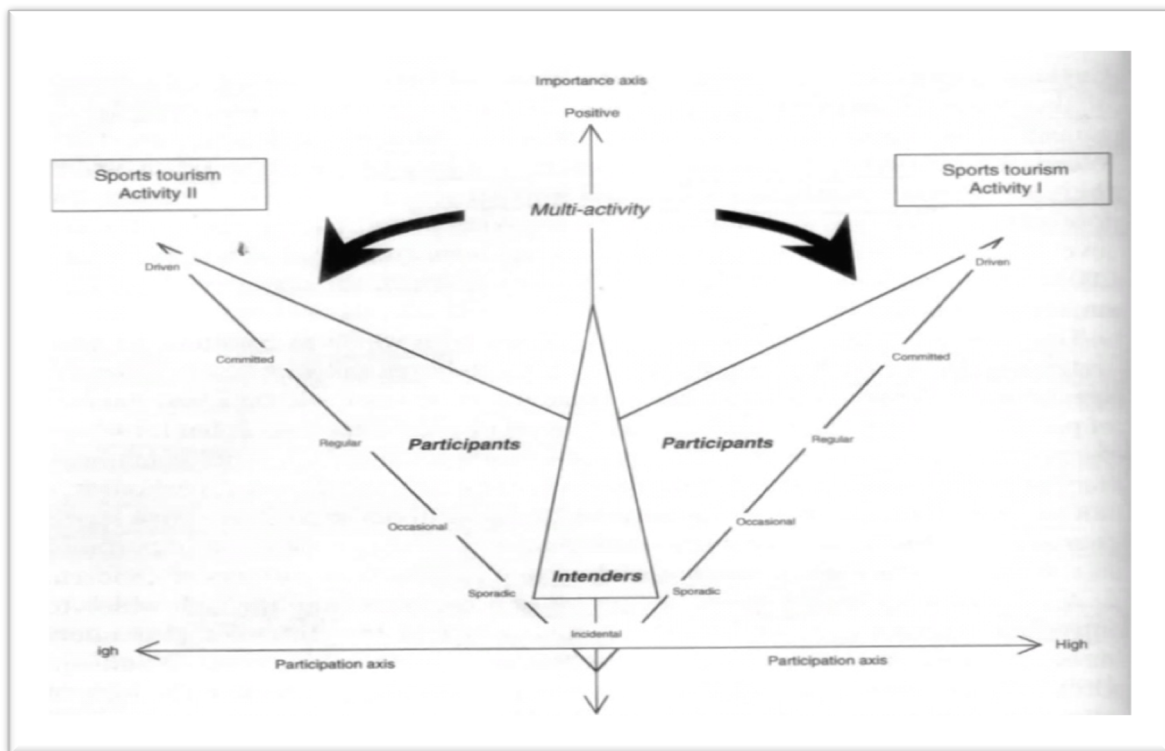 Importance axis
Positive
Sports tourism
Activity II
Sports tourism
Activity I
Multi-activity
Driven
Driven
Committed
Committed
Regular
Participants
Participants
Regular
Occasional
Occasional
Intenders
Sporadic
Sporadic
Incidental
igh
High
Participation axis
Participation axis